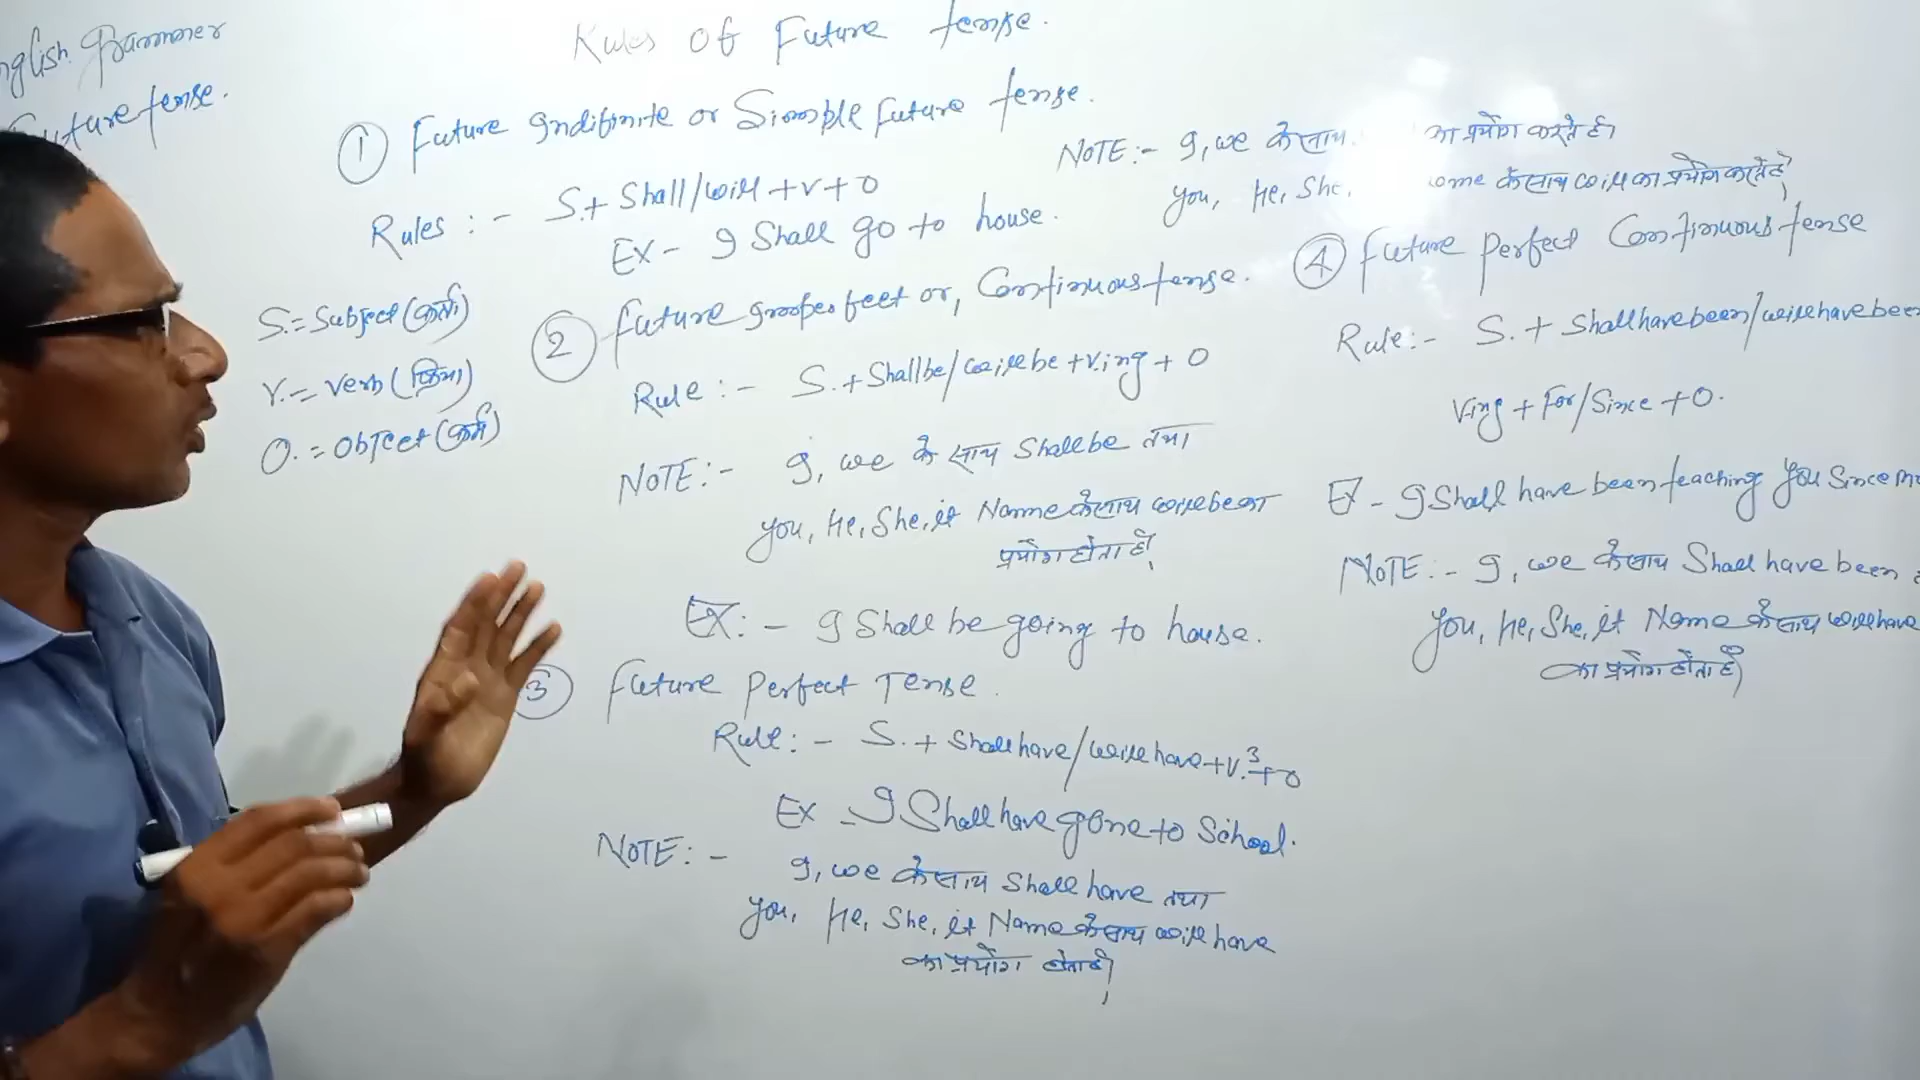 English Grammer
Future tense.
Rules of Future tense.
① Future Indifinite or Simple Future tense.
Rules :- S.+ Shall/will + V + O
Ex - I Shall go to house.
NOTE:- I, we के साथ का प्रयोग करते हैं।
you, He, She, के साथ will का प्रयोग करते हैं।
S. = Subject (कर्ता)
V. = Verb (क्रिया)
O. = Object (कर्म)
② Future Imperfect or, Continuous tense.
Rule :- S. + Shall be/will be + V.ing + O
NOTE:- I, we के साथ Shall be तथा
you, He, She, it Name के साथ will be का
प्रयोग होता है।
Ex:- I Shall be going to house.
③ Future Perfect Tense.
Rule:- S. + Shall have/will have + V.³ + O
Ex - I Shall have gone to School.
NOTE:- I, we के साथ Shall have तथा
you, He, She, it Name के साथ will have
का प्रयोग होता है।
④ Future perfect Continuous tense
Rule:- S. + Shall have been/will have been
Ving + For/Since + O.
Ex - I Shall have been teaching you Since
NOTE:- I, we के साथ Shall have been
you, He, She, it Name के साथ will have
का प्रयोग होता है।